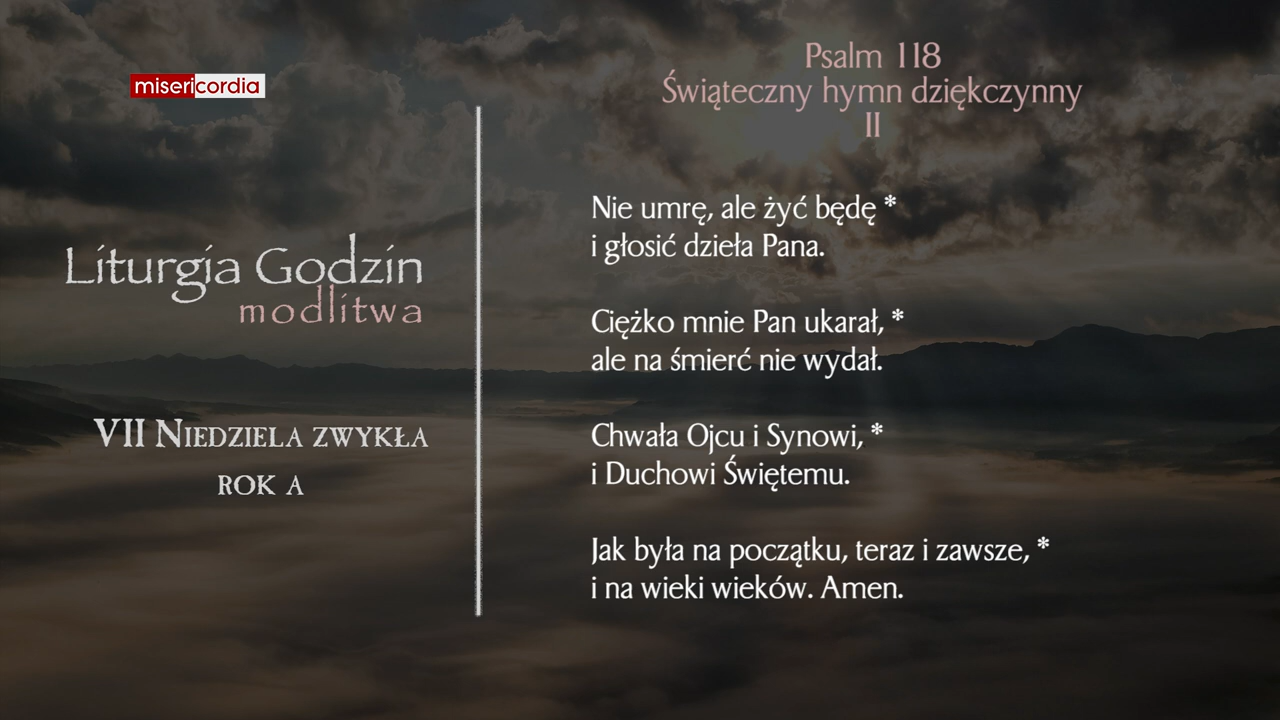 misericordia
Liturgia Godzin
modlitwa
VII Niedziela zwykła
rok A
Psalm 118
Świąteczny hymn dziękczynny
II
Nie umrę, ale żyć będę *
i głosić dzieła Pana.
Ciężko mnie Pan ukarał, *
ale na śmierć nie wydał.
Chwała Ojcu i Synowi, *
i Duchowi Świętemu.
Jak była na początku, teraz i zawsze, *
i na wieki wieków. Amen.